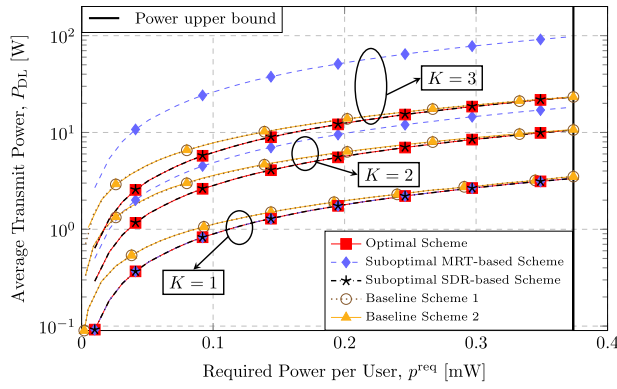 Power upper bound
10²
10¹
10⁰
10⁻¹
Average Transmit Power, P_DL [W]
K = 3
K = 2
K = 1
Optimal Scheme
Suboptimal MRT-based Scheme
Suboptimal SDR-based Scheme
Baseline Scheme 1
Baseline Scheme 2
0 0.1 0.2 0.3 0.4
Required Power per User, p^req [mW]